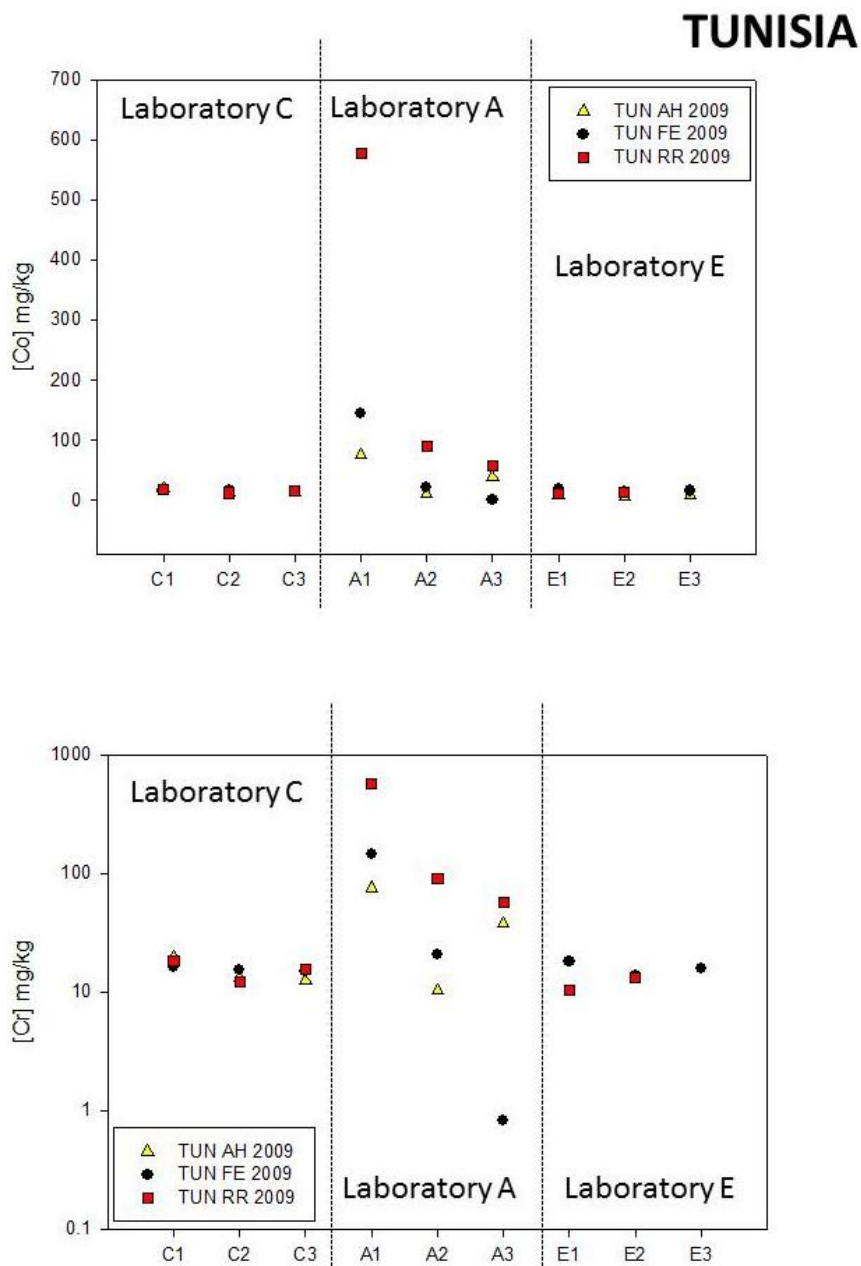 TUNISIA
700
600
500
400
300
200
100
0
[Co] mg/kg
Laboratory C
Laboratory A
Laboratory E
TUN AH 2009
TUN FE 2009
TUN RR 2009
C1 C2 C3 A1 A2 A3 E1 E2 E3
1000
100
10
1
0.1
[Cr] mg/kg
Laboratory C
TUN AH 2009
TUN FE 2009
TUN RR 2009
Laboratory A
Laboratory E
C1 C2 C3 A1 A2 A3 E1 E2 E3